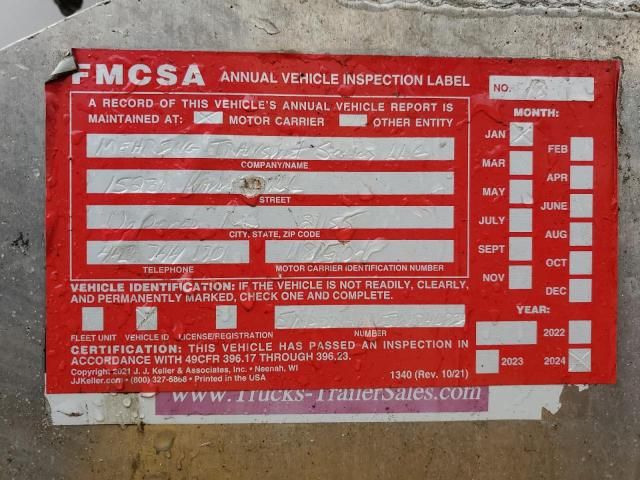 FMCSA ANNUAL VEHICLE INSPECTION LABEL
NO.
A RECORD OF THIS VEHICLE'S ANNUAL VEHICLE REPORT IS
MAINTAINED AT: MOTOR CARRIER OTHER ENTITY
COMPANY/NAME
STREET
CITY, STATE, ZIP CODE
TELEPHONE MOTOR CARRIER IDENTIFICATION NUMBER
VEHICLE IDENTIFICATION: IF THE VEHICLE IS NOT READILY, CLEARLY,
AND PERMANENTLY MARKED, CHECK ONE AND COMPLETE.
FLEET UNIT VEHICLE ID LICENSE/REGISTRATION NUMBER
CERTIFICATION: THIS VEHICLE HAS PASSED AN INSPECTION IN
ACCORDANCE WITH 49CFR 396.17 THROUGH 396.23.
Copyright 2021 J. J. Keller & Associates, Inc. • Neenah, WI
JJKeller.com • (800) 327-6868 • Printed in the USA
1340 (Rev. 10/21)
MONTH:
JAN FEB
MAR APR
MAY JUNE
JULY AUG
SEPT OCT
NOV DEC
YEAR:
2022
2023 2024
www.Trucks-TrailerSales.com